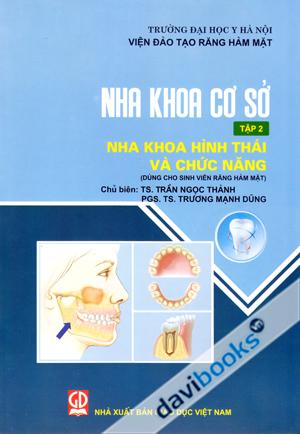 TRƯỜNG ĐẠI HỌC Y HÀ NỘI
VIỆN ĐÀO TẠO RĂNG HÀM MẶT
NHA KHOA CƠ SỞ
TẬP 2
NHA KHOA HÌNH THÁI
VÀ CHỨC NĂNG
(DÙNG CHO SINH VIÊN RĂNG HÀM MẶT)
Chủ biên: TS. TRẦN NGỌC THÀNH
PGS. TS. TRƯƠNG MẠNH DŨNG
davibooks.vn
NHÀ XUẤT BẢN GIÁO DỤC VIỆT NAM